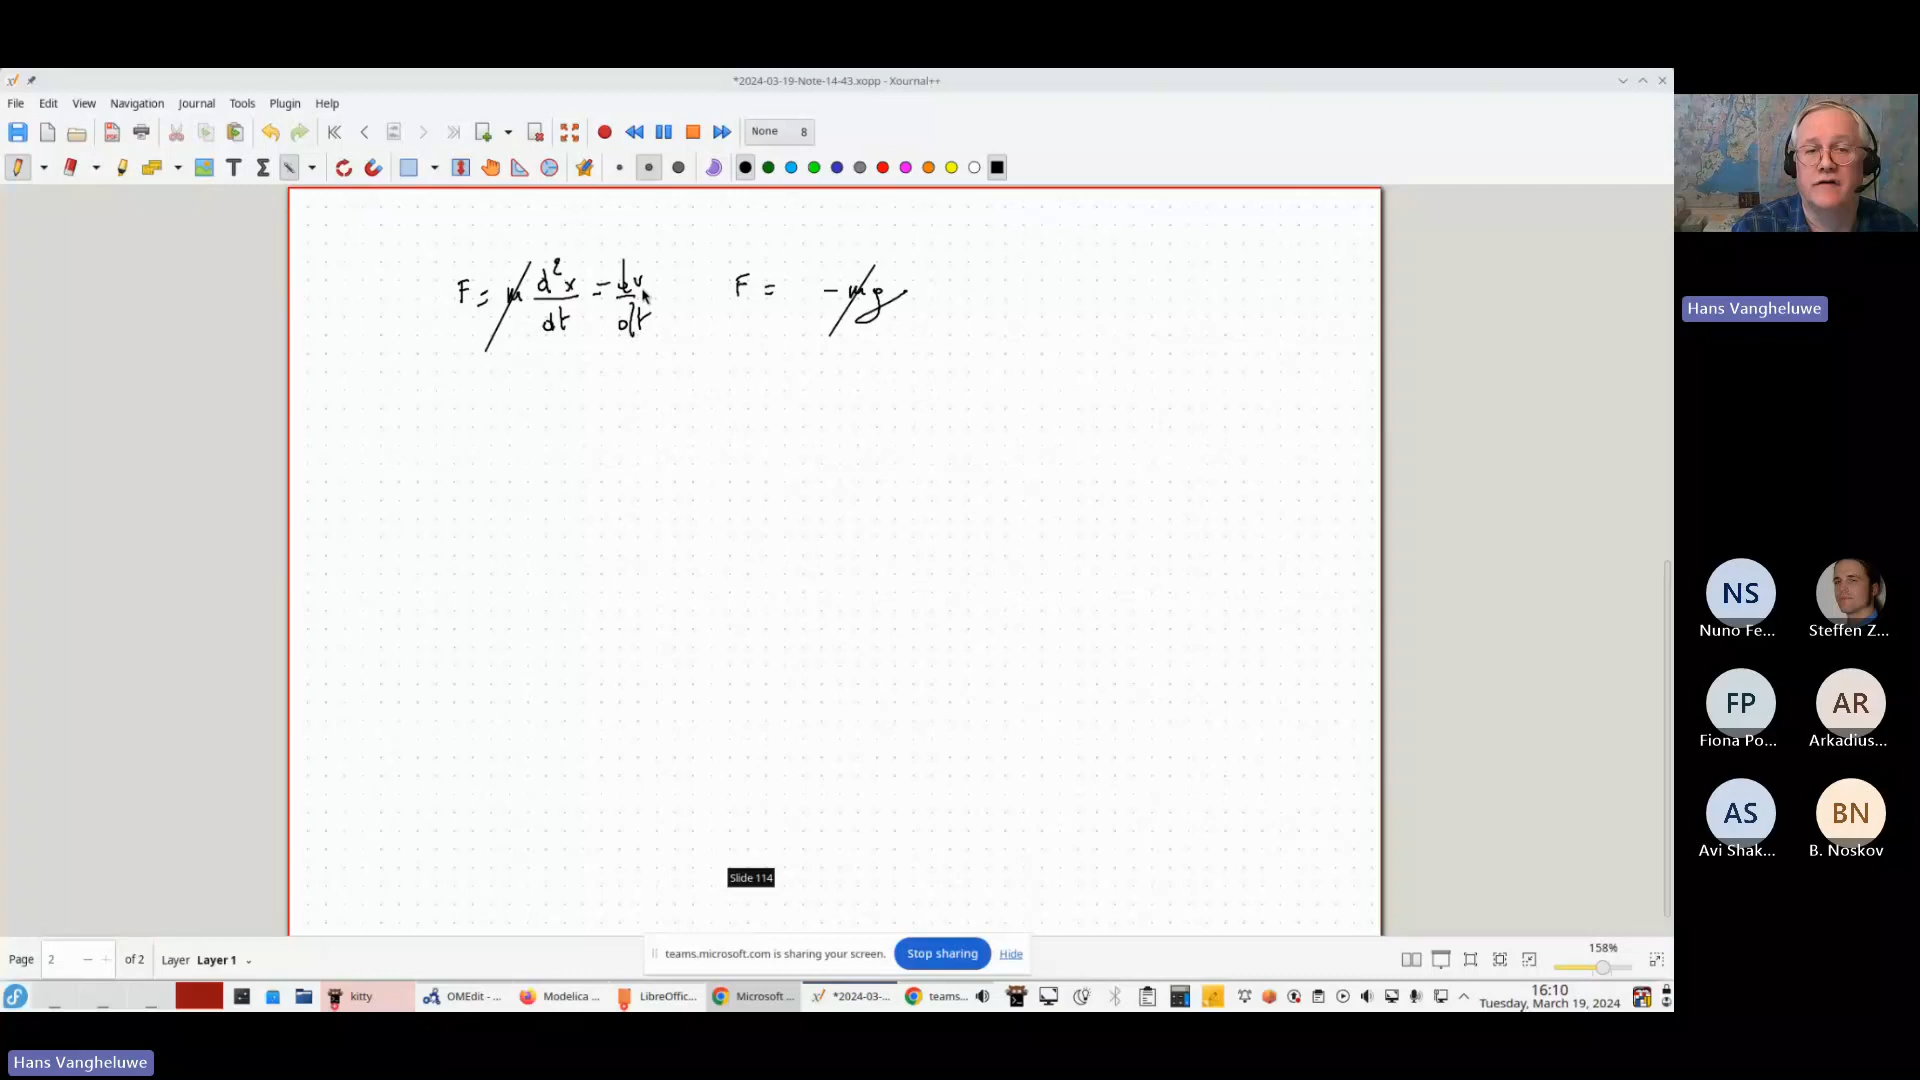 *2024-03-19-Note-14-43.xopp - Xournal++
File Edit View Navigation Journal Tools Plugin Help
None 8
F = m d²x/dt = dv/dt F = - mg
Slide 114
Page 2 of 2 Layer Layer 1
teams.microsoft.com is sharing your screen. Stop sharing Hide
158%
kitty OMEdit - ... Modelica ... LibreOffic... Microsoft ... *2024-03-... teams...
16:10
Tuesday, March 19, 2024
Hans Vangheluwe
NS
Nuno Fe... Steffen Z...
FP AR
Fiona Po... Arkadius...
AS BN
Avi Shak... B. Noskov
Hans Vangheluwe